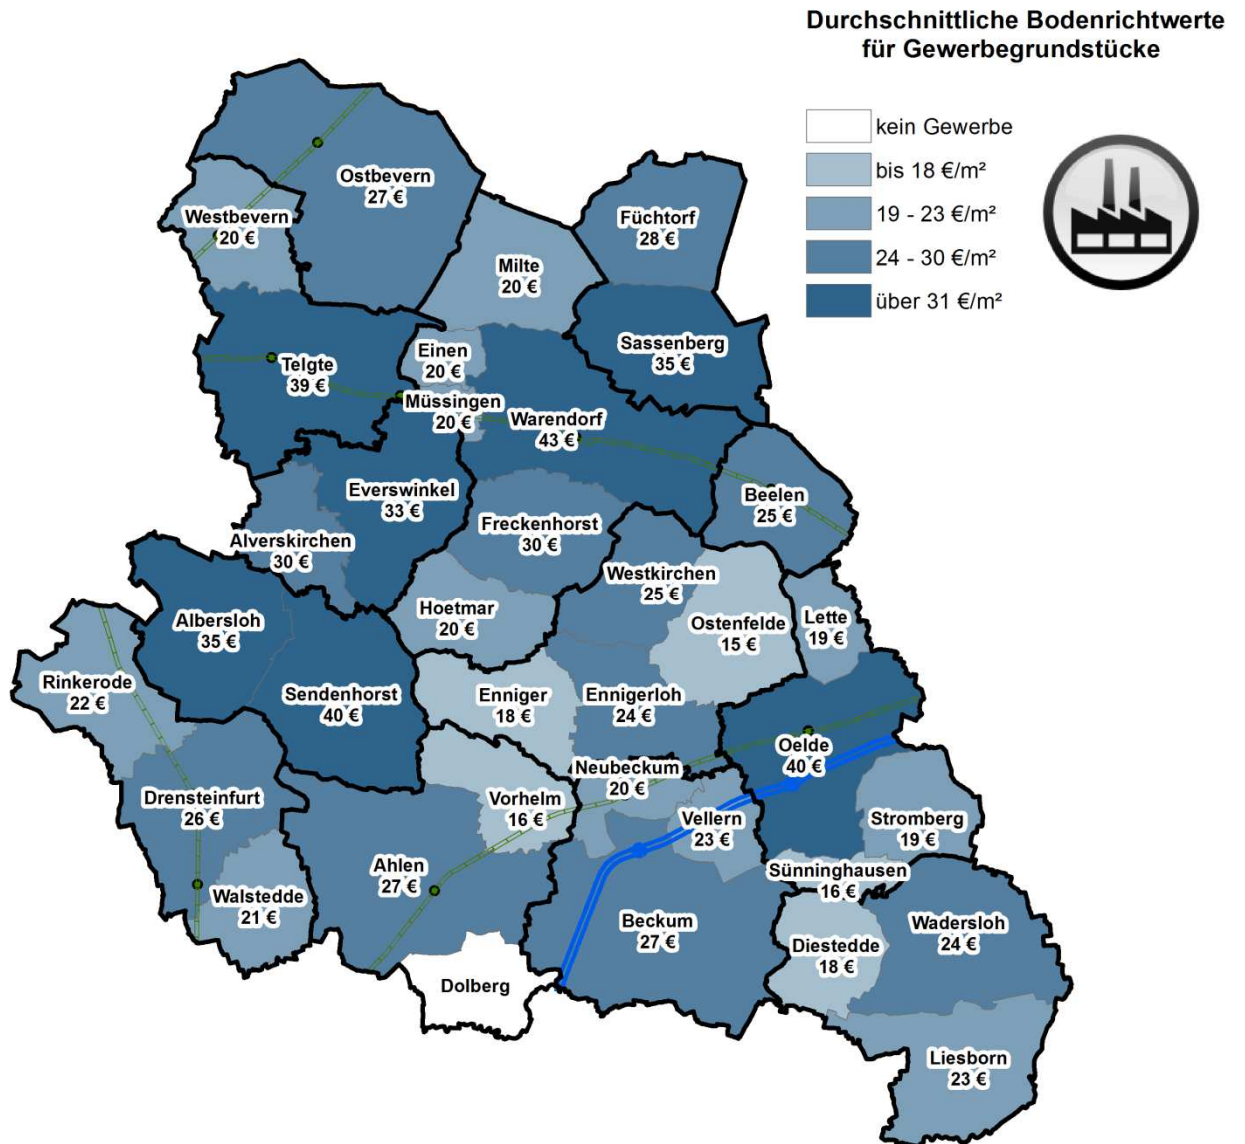 Durchschnittliche Bodenrichtwerte
für Gewerbegrundstücke
kein Gewerbe
bis 18 €/m²
19 - 23 €/m²
24 - 30 €/m²
über 31 €/m²
Ostbevern
27 €
Westbevern
20 €
Füchtorf
28 €
Milte
20 €
Sassenberg
35 €
Einen
20 €
Telgte
39 €
Müssingen
20 €
Warendorf
43 €
Everswinkel
33 €
Beelen
25 €
Freckenhorst
30 €
Alverskirchen
30 €
Westkirchen
25 €
Hoetmar
20 €
Ostenfelde
15 €
Lette
19 €
Albersloh
35 €
Rinkerode
22 €
Sendenhorst
40 €
Enniger
18 €
Ennigerloh
24 €
Oelde
40 €
Neubeckum
20 €
Drensteinfurt
26 €
Vorhelm
16 €
Vellern
23 €
Stromberg
19 €
Ahlen
27 €
Sünninghausen
16 €
Walstedde
21 €
Beckum
27 €
Wadersloh
24 €
Diestedde
18 €
Dolberg
Liesborn
23 €